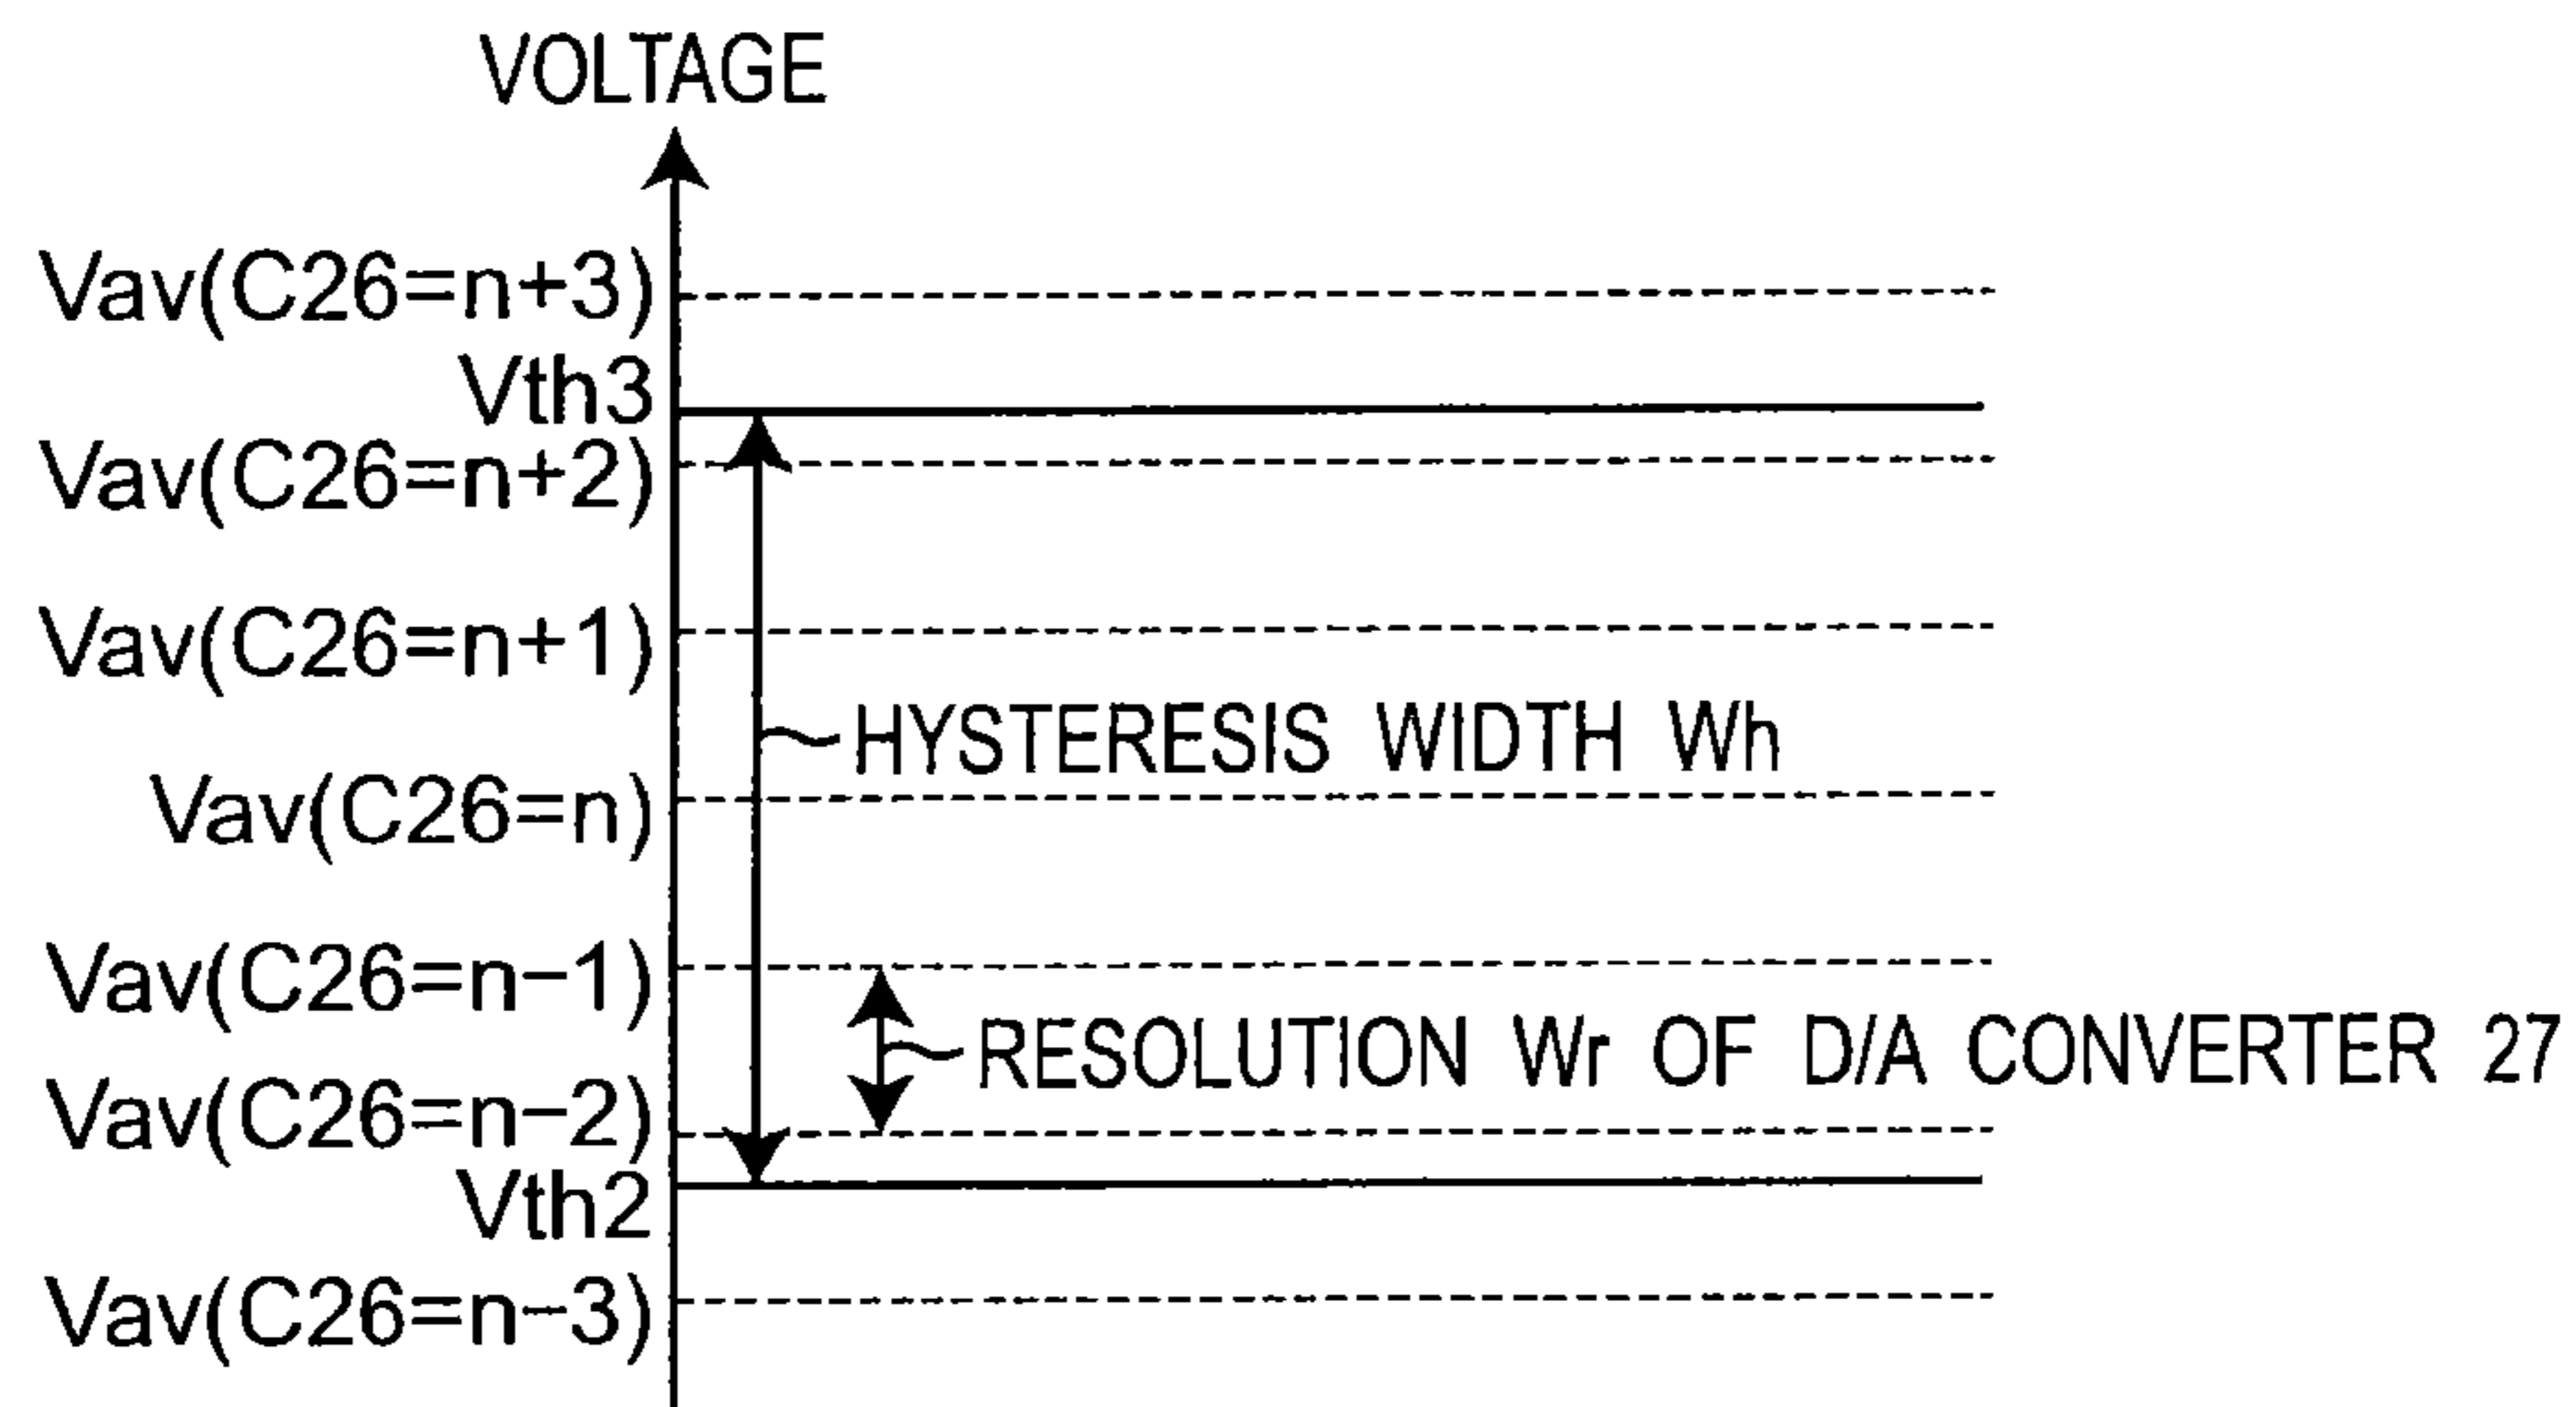 VOLTAGE
Vav(C26=n+3)
Vth3
Vav(C26=n+2)
Vav(C26=n+1)
HYSTERESIS WIDTH Wh
Vav(C26=n)
Vav(C26=n−1)
RESOLUTION Wr OF D/A CONVERTER 27
Vav(C26=n−2)
Vth2
Vav(C26=n−3)